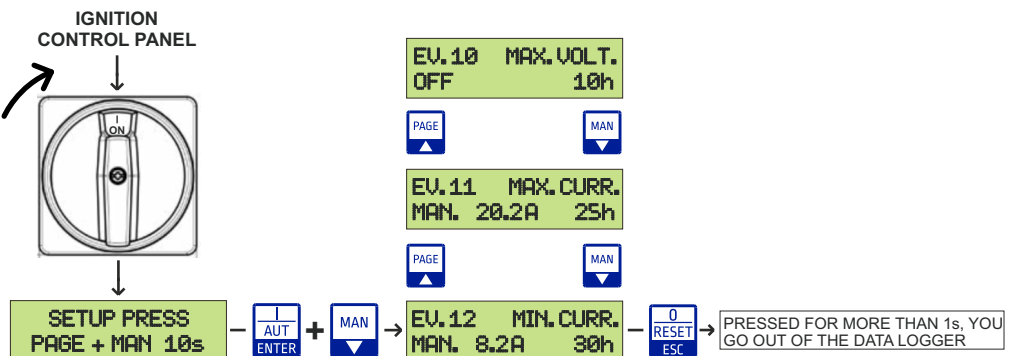 IGNITION
CONTROL PANEL
I
ON
SETUP PRESS
PAGE + MAN 10s
I
AUT
ENTER
+
MAN
EV.10 MAX.VOLT.
OFF 10h
PAGE
MAN
EV.11 MAX.CURR.
MAN. 20.2A 25h
PAGE
MAN
EV.12 MIN.CURR.
MAN. 8.2A 30h
0
RESET
ESC
PRESSED FOR MORE THAN 1s, YOU
GO OUT OF THE DATA LOGGER